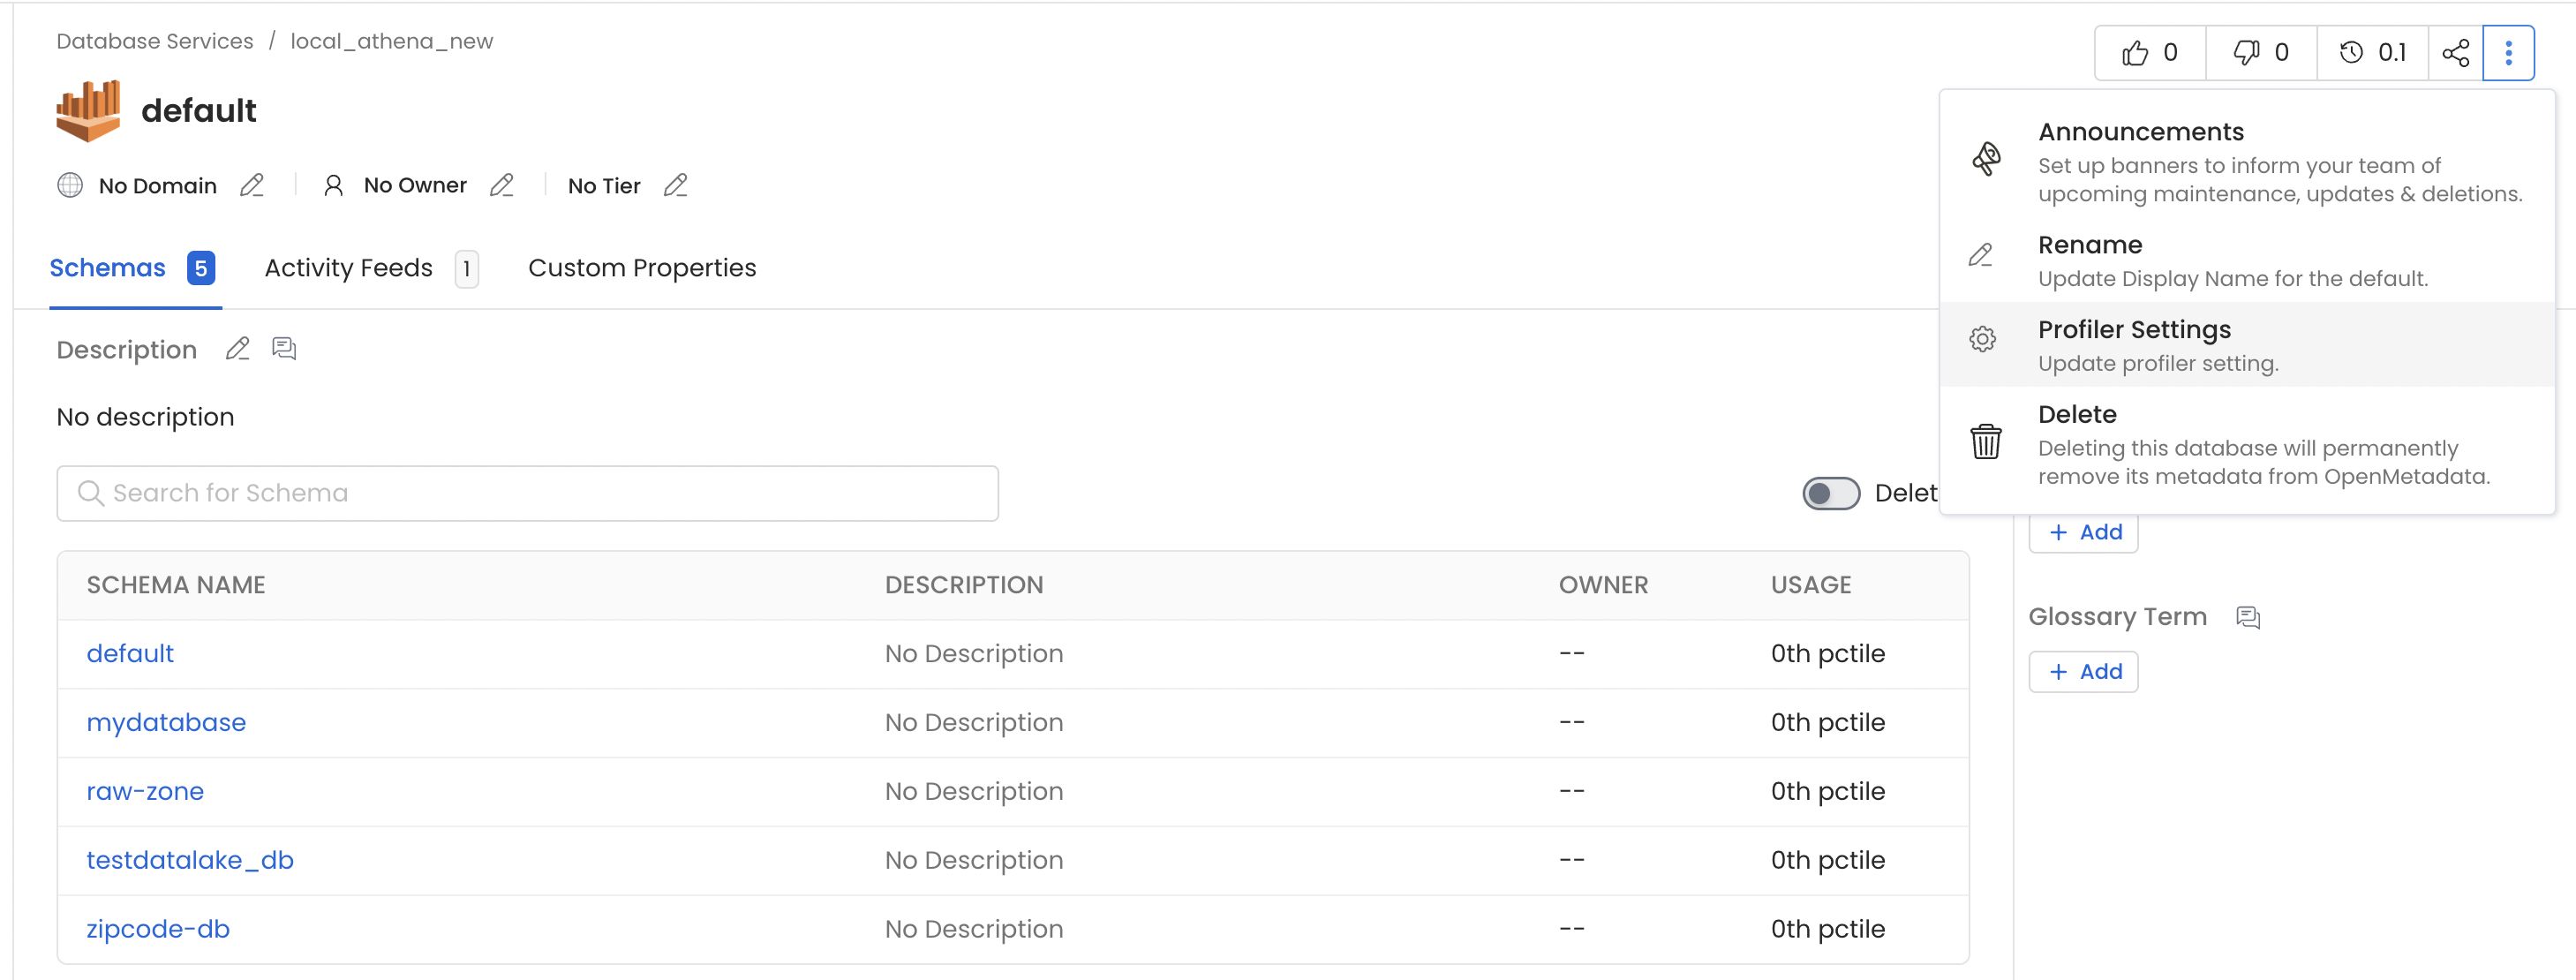 Database Services / local_athena_new
0 0 0.1
default
No Domain No Owner No Tier
Announcements
Set up banners to inform your team of
upcoming maintenance, updates & deletions.
Rename
Update Display Name for the default.
Profiler Settings
Update profiler setting.
Delete
Deleting this database will permanently
remove its metadata from OpenMetadata.
Schemas 5 Activity Feeds 1 Custom Properties
Description
No description
Search for Schema
Delet
+ Add
SCHEMA NAME DESCRIPTION OWNER USAGE
default No Description -- 0th pctile
mydatabase No Description -- 0th pctile
raw-zone No Description -- 0th pctile
testdatalake_db No Description -- 0th pctile
zipcode-db No Description -- 0th pctile
Glossary Term
+ Add